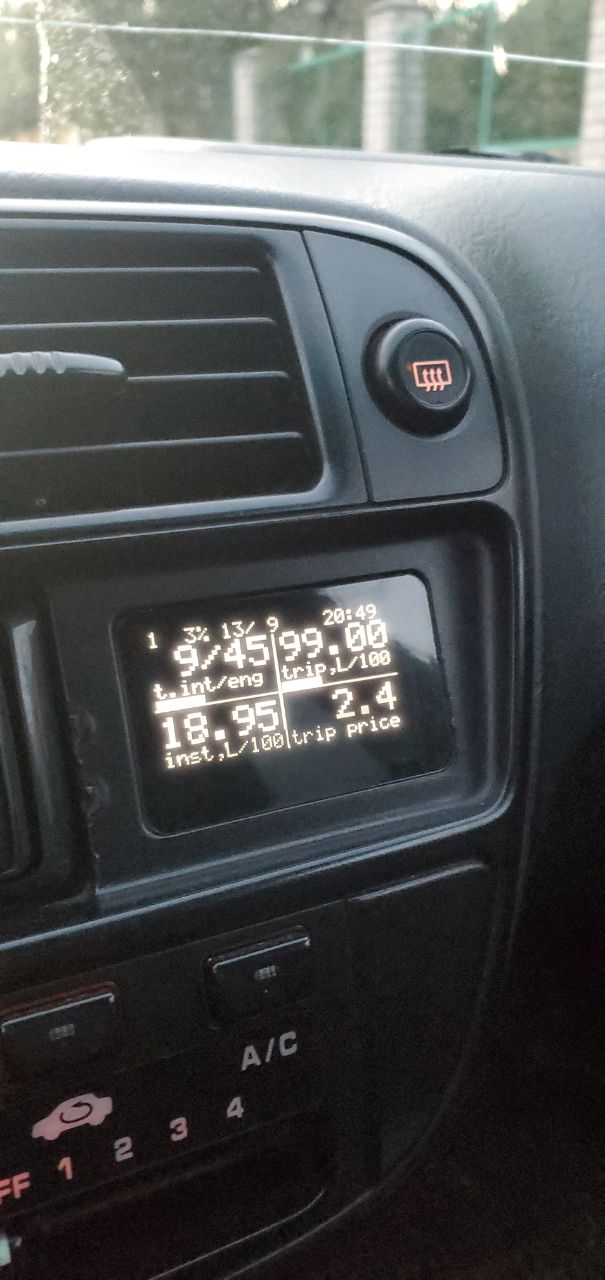 1 3% 13/ 9 20:49
9/45 99.00
t.int/eng trip,L/100
18.95 2.4
inst,L/100 trip price
A/C
FF 1 2 3 4